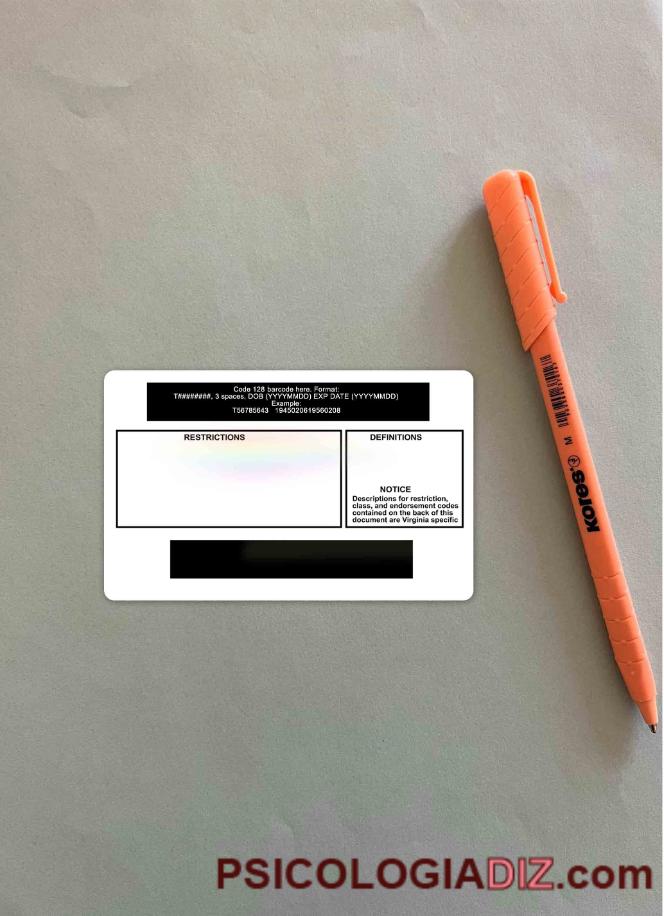 Code 128 barcode here. Format:
T########, 3 spaces, DOB (YYYYMMDD) EXP DATE (YYYYMMDD)
Example:
T56785643   1945020619560208
RESTRICTIONS
DEFINITIONS
NOTICE
Descriptions for restriction,
class, and endorsement codes
contained on the back of this
document are Virginia specific
M
Kores
PSICOLOGIADIZ.com